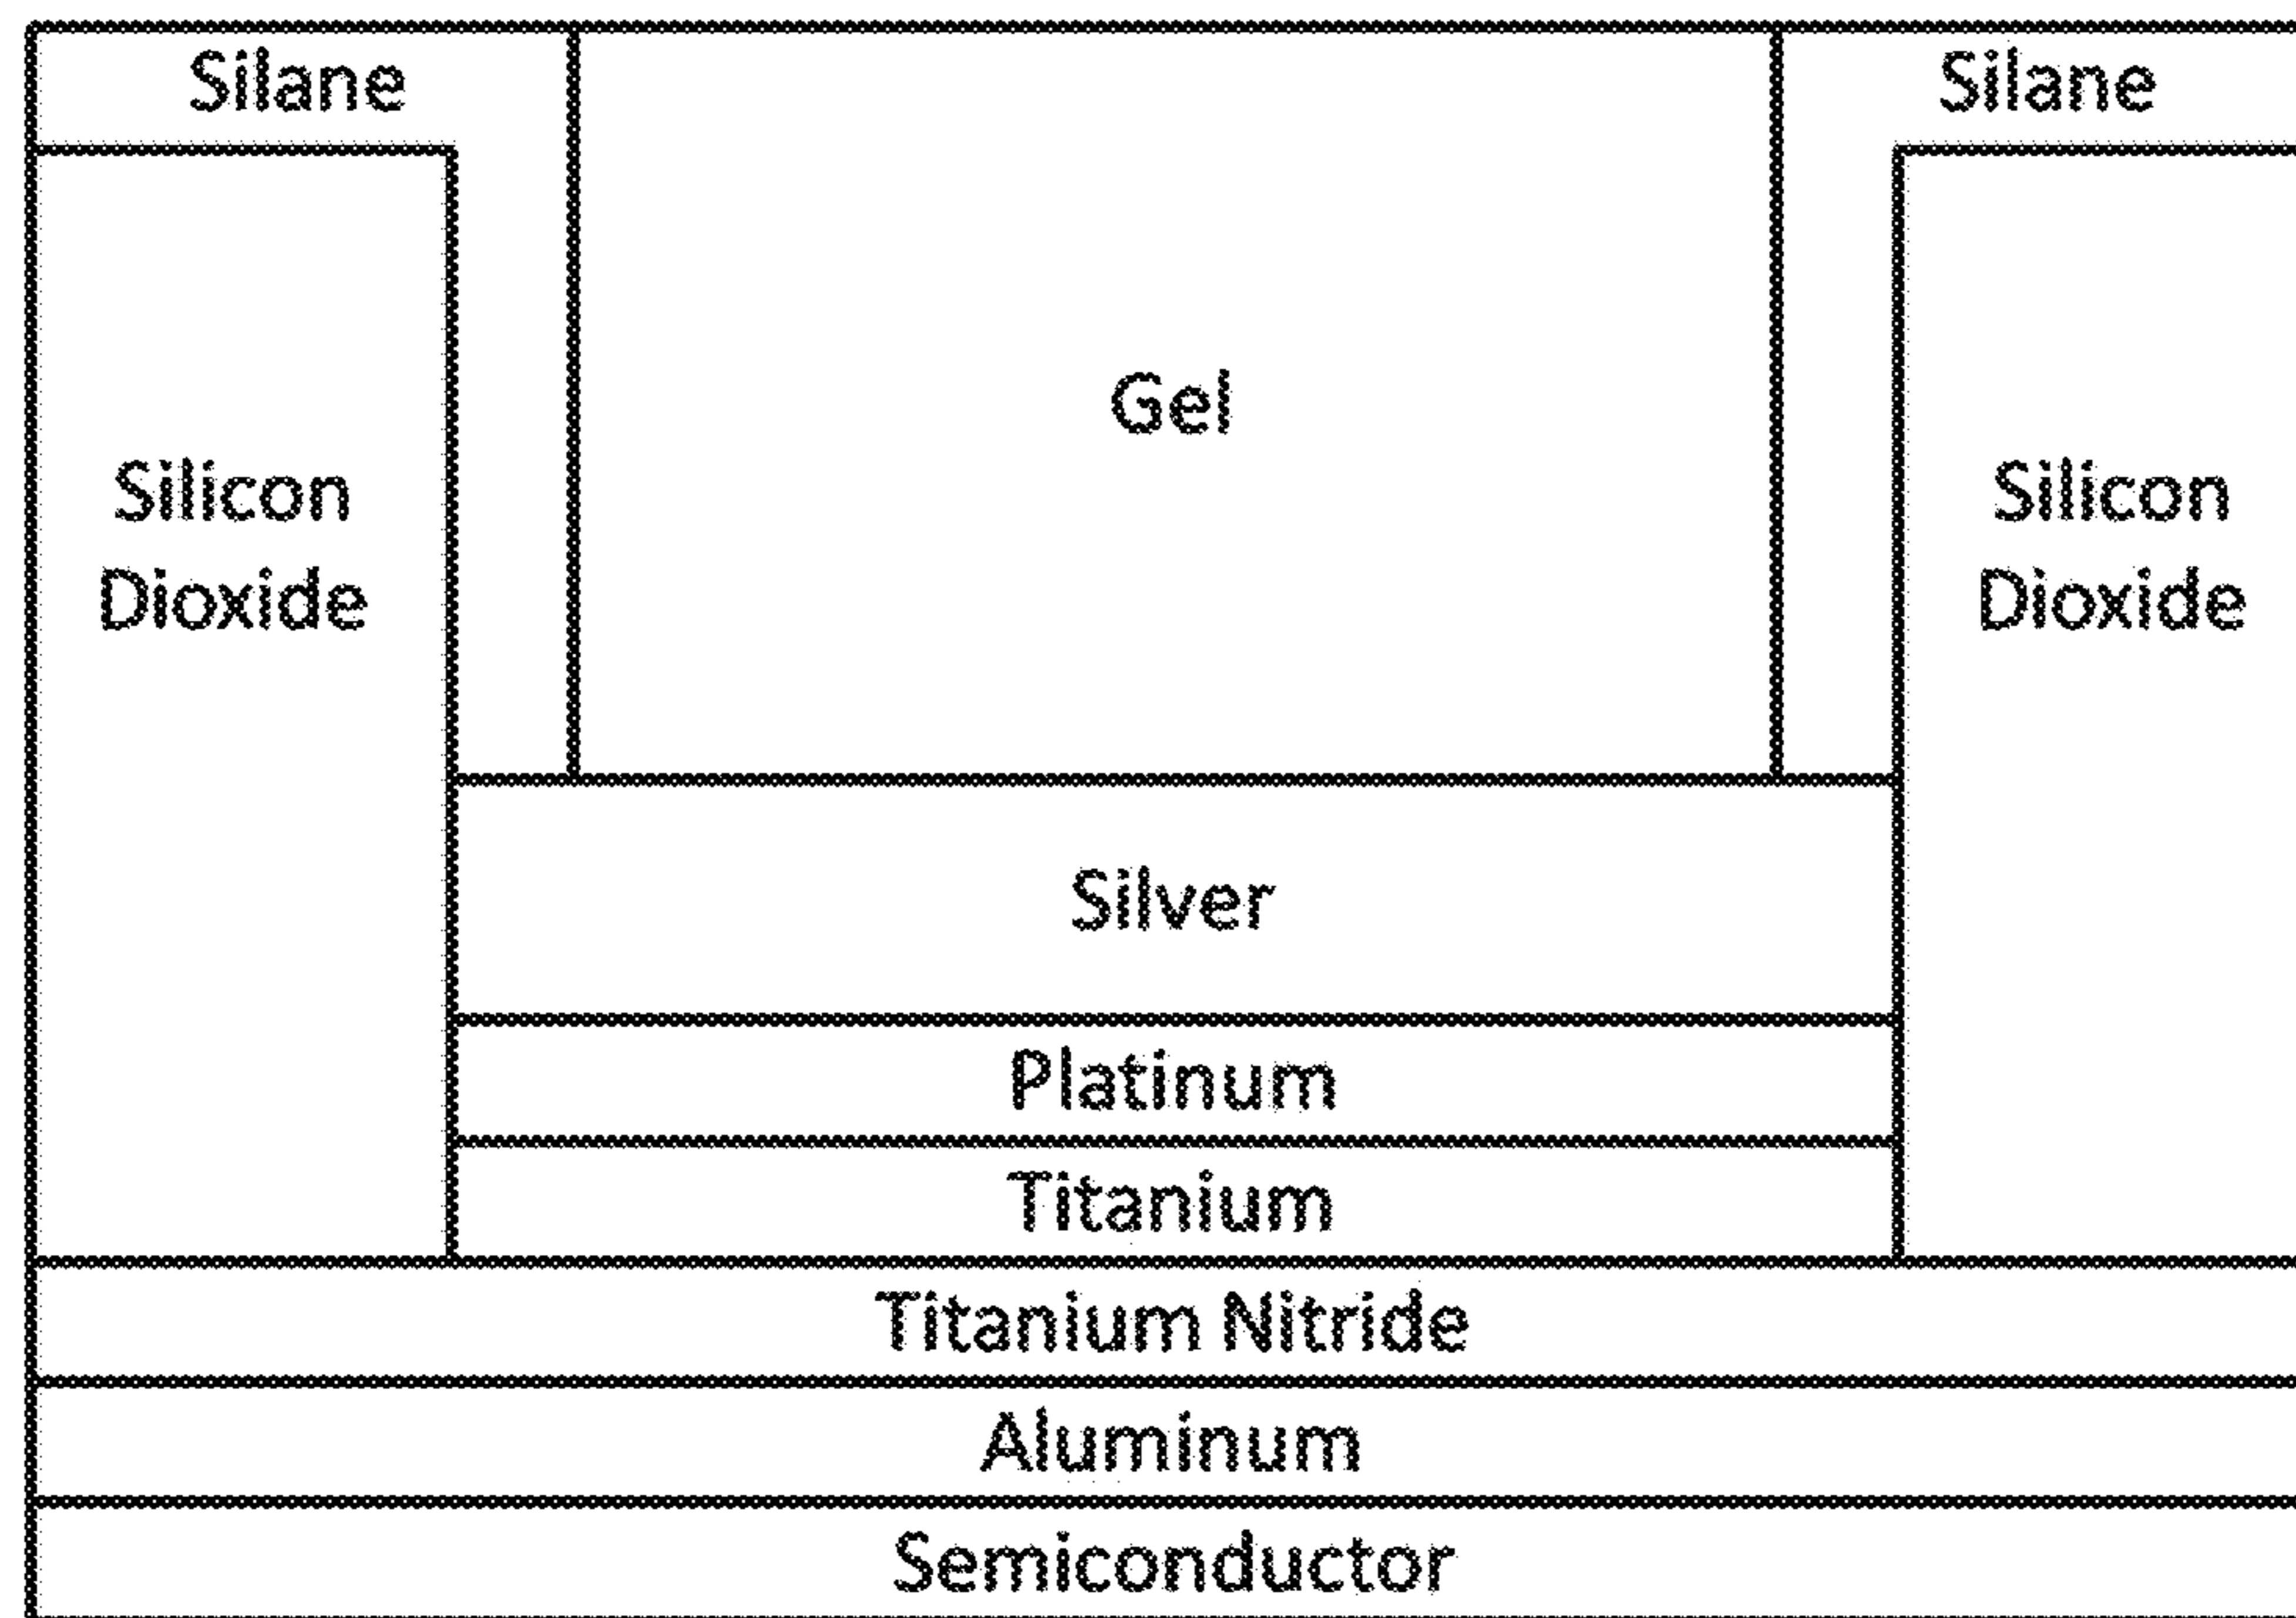 Silane
Silane
Gel
Silicon
Dioxide
Silicon
Dioxide
Silver
Platinum
Titanium
Titanium Nitride
Aluminum
Semiconductor